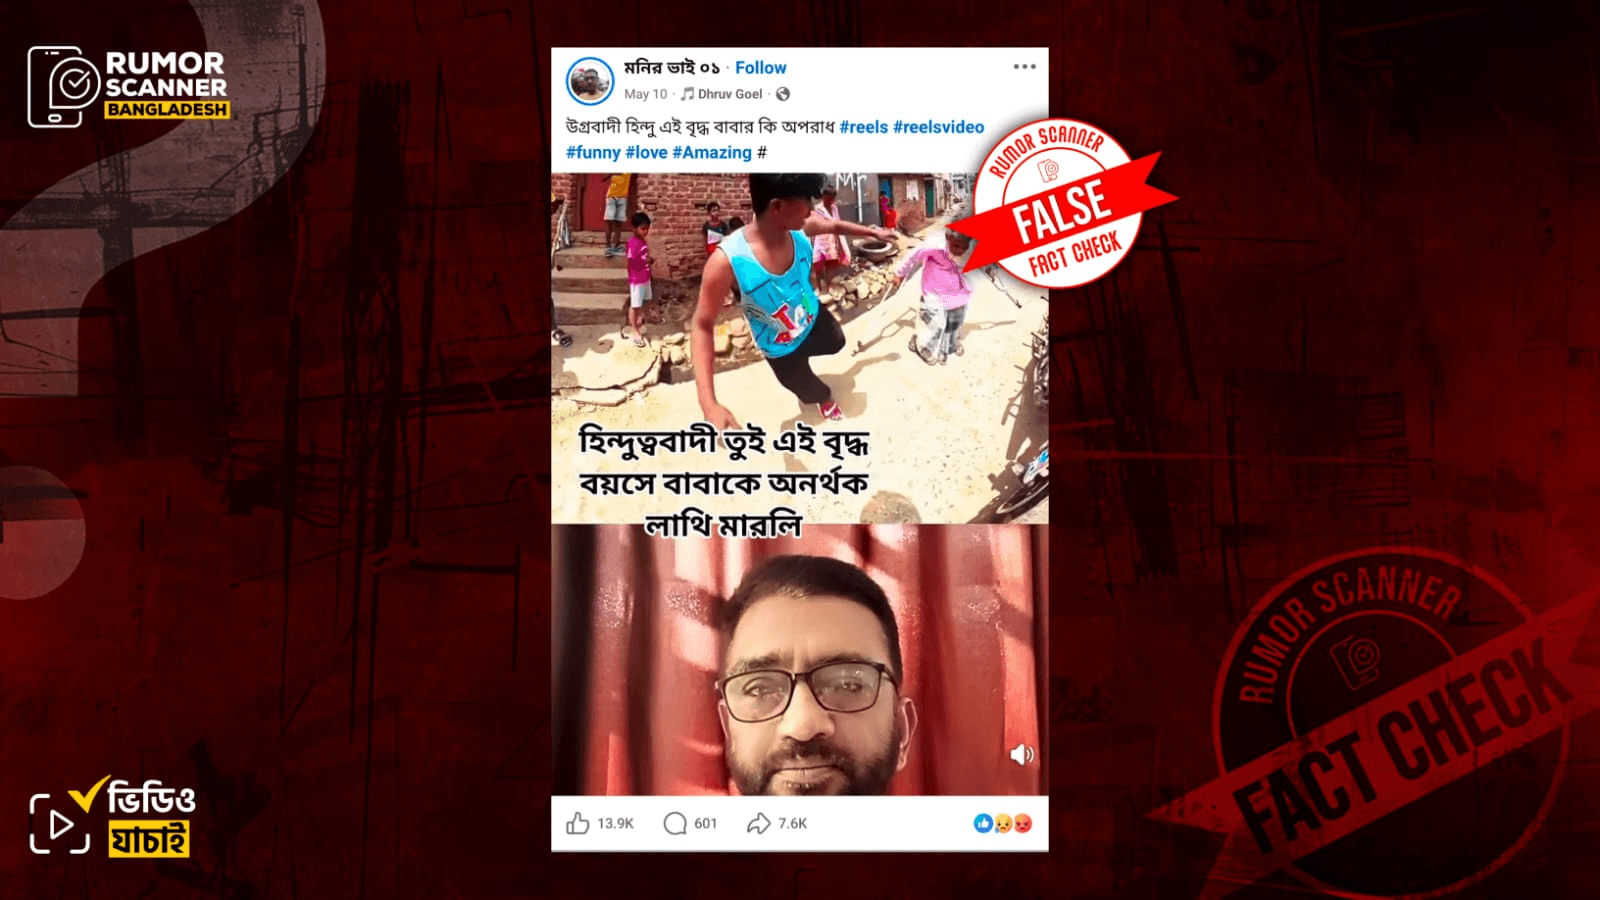 RUMOR
SCANNER
BANGLADESH
মনির ভাই ০১ · Follow
May 10 · Dhruv Goel ·
উগ্রবাদী হিন্দু এই বৃদ্ধ বাবার কি অপরাধ #reels #reelsvideo
#funny #love #Amazing #
RUMOR SCANNER
FALSE
FACT CHECK
হিন্দুত্ববাদী তুই এই বৃদ্ধ
বয়সে বাবাকে অনর্থক
লাথি মারলি
13.9K 601 7.6K
ভিডিও
যাচাই
RUMOR SCANNER
FACT CHECK